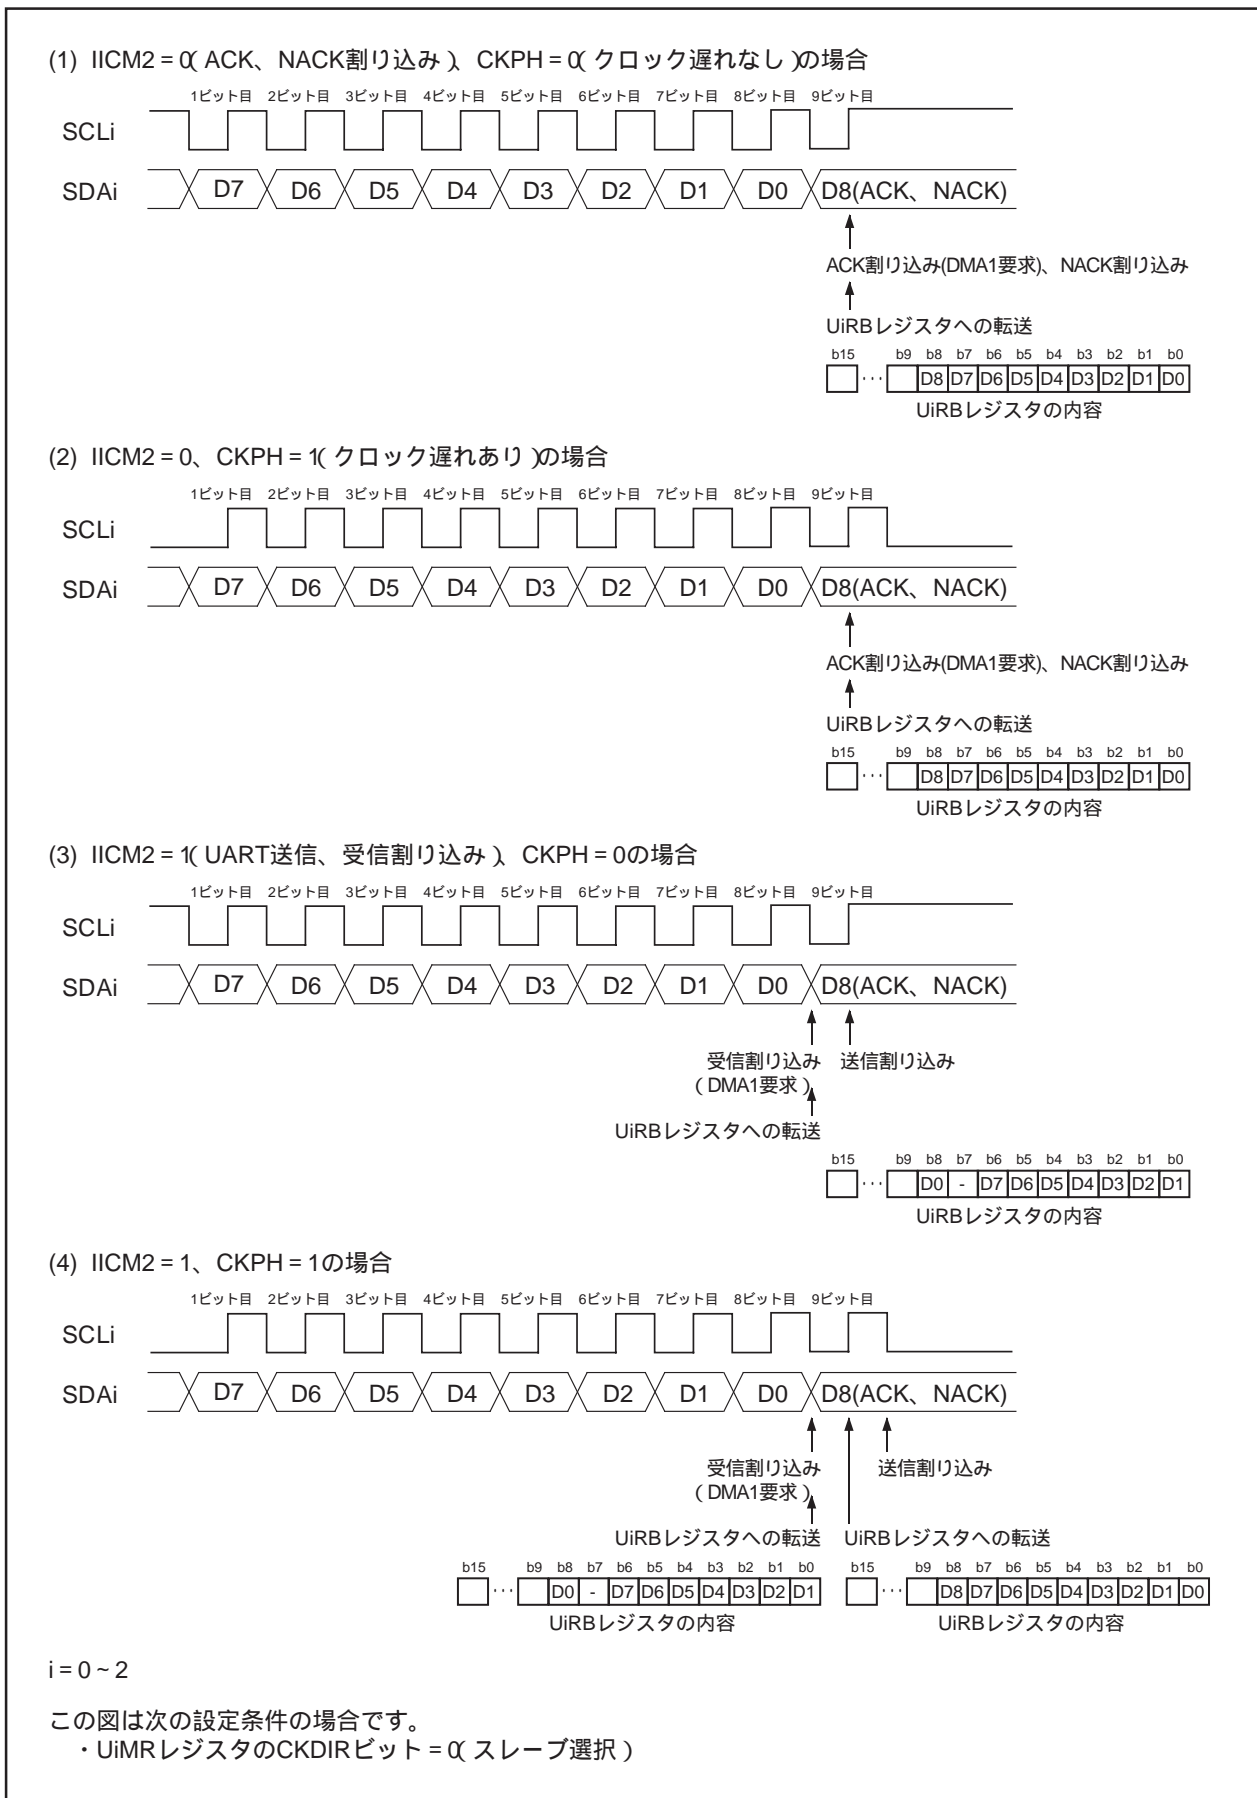 (1) IICM2 = 0( ACK、NACK割り込み )、CKPH = 0( クロック遅れなし )の場合
1ビット目 2ビット目 3ビット目 4ビット目 5ビット目 6ビット目 7ビット目 8ビット目 9ビット目
SCLi
SDAi D7 D6 D5 D4 D3 D2 D1 D0 D8(ACK、NACK)
ACK割り込み(DMA1要求)、NACK割り込み
UiRBレジスタへの転送
b15 b9 b8 b7 b6 b5 b4 b3 b2 b1 b0
··· D8 D7 D6 D5 D4 D3 D2 D1 D0
UiRBレジスタの内容
(2) IICM2 = 0、CKPH = 1( クロック遅れあり )の場合
1ビット目 2ビット目 3ビット目 4ビット目 5ビット目 6ビット目 7ビット目 8ビット目 9ビット目
SCLi
SDAi D7 D6 D5 D4 D3 D2 D1 D0 D8(ACK、NACK)
ACK割り込み(DMA1要求)、NACK割り込み
UiRBレジスタへの転送
b15 b9 b8 b7 b6 b5 b4 b3 b2 b1 b0
··· D8 D7 D6 D5 D4 D3 D2 D1 D0
UiRBレジスタの内容
(3) IICM2 = 1( UART送信、受信割り込み )、CKPH = 0の場合
1ビット目 2ビット目 3ビット目 4ビット目 5ビット目 6ビット目 7ビット目 8ビット目 9ビット目
SCLi
SDAi D7 D6 D5 D4 D3 D2 D1 D0 D8(ACK、NACK)
受信割り込み 送信割り込み
( DMA1要求 )
UiRBレジスタへの転送
b15 b9 b8 b7 b6 b5 b4 b3 b2 b1 b0
··· D0 - D7 D6 D5 D4 D3 D2 D1
UiRBレジスタの内容
(4) IICM2 = 1、CKPH = 1の場合
1ビット目 2ビット目 3ビット目 4ビット目 5ビット目 6ビット目 7ビット目 8ビット目 9ビット目
SCLi
SDAi D7 D6 D5 D4 D3 D2 D1 D0 D8(ACK、NACK)
受信割り込み 送信割り込み
( DMA1要求 )
UiRBレジスタへの転送 UiRBレジスタへの転送
b15 b9 b8 b7 b6 b5 b4 b3 b2 b1 b0 b15 b9 b8 b7 b6 b5 b4 b3 b2 b1 b0
··· D0 - D7 D6 D5 D4 D3 D2 D1 ··· D8 D7 D6 D5 D4 D3 D2 D1 D0
UiRBレジスタの内容 UiRBレジスタの内容
i = 0 ~ 2
この図は次の設定条件の場合です。
・UiMRレジスタのCKDIRビット = 0( スレーブ選択 )